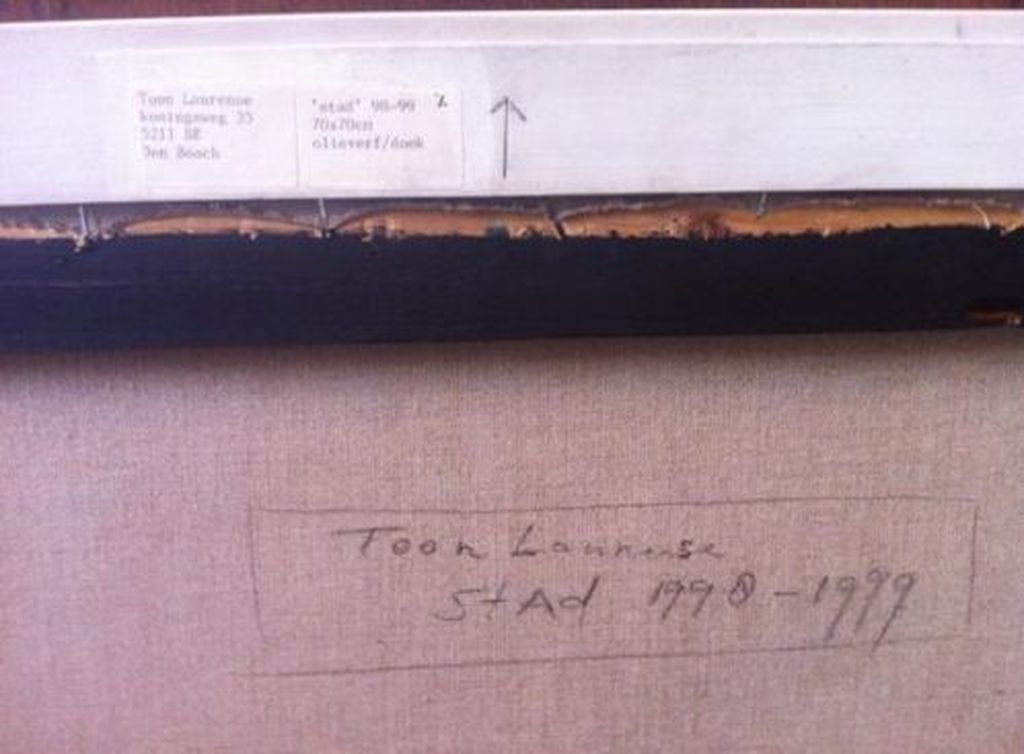 Toon Laurense
koningsweg 35
5211 BE
Den Bosch
'stad' 98-99 2
70x70cm
olieverf/doek
Toon Laurense
StAd 1998-1999